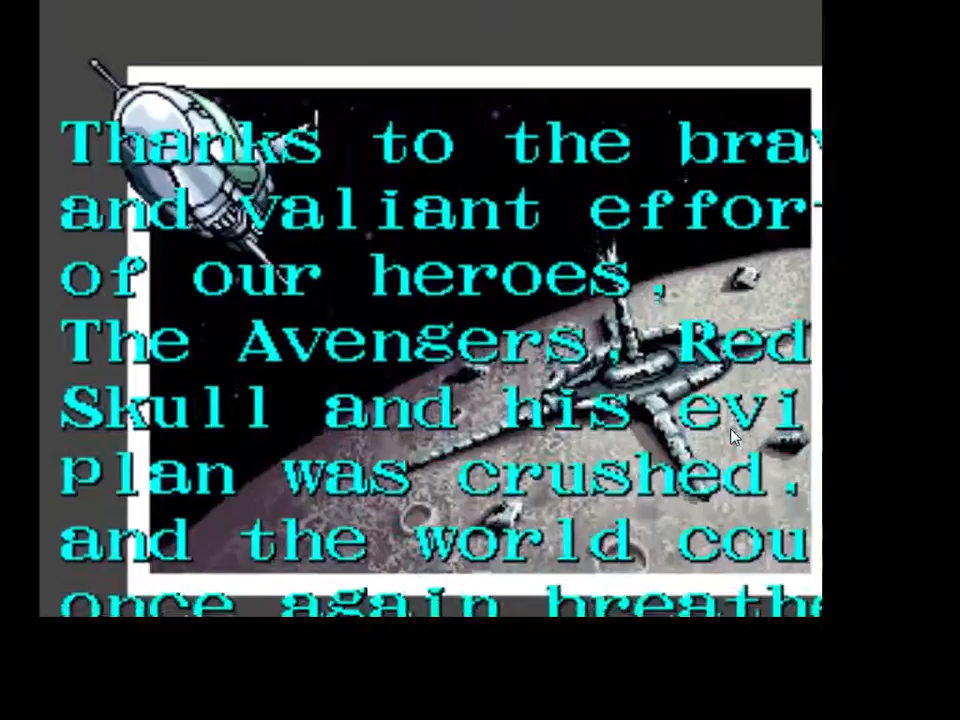 Thanks to the brav
and valiant effort
of our heroes,
The Avengers, Red
Skull and his evi
plan was crushed,
and the world cou
once again breathe